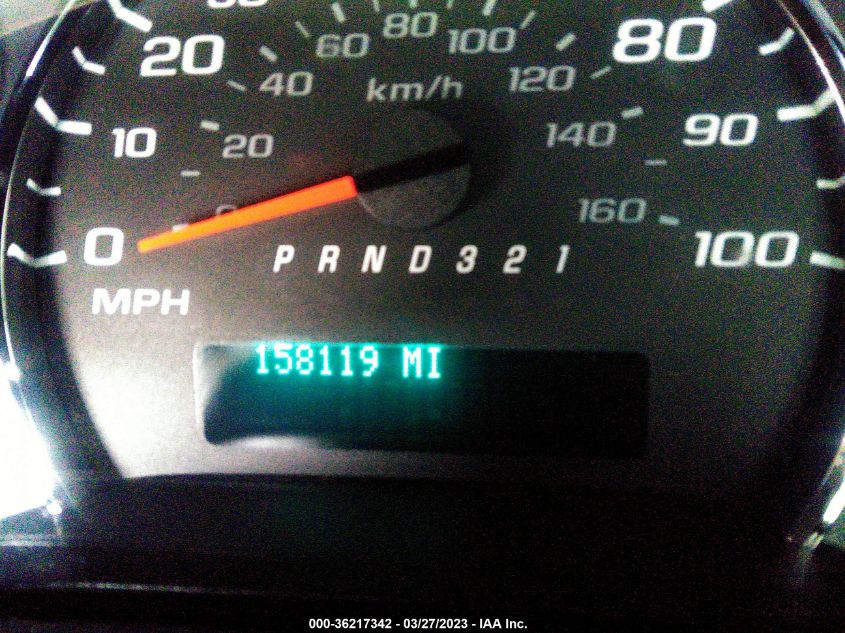 60 80 100
20 40 km/h 120 80
10 20 140 90
0 160 100
P R N D 3 2 1
MPH
158119 MI
000-36217342 - 03/27/2023 - IAA Inc.